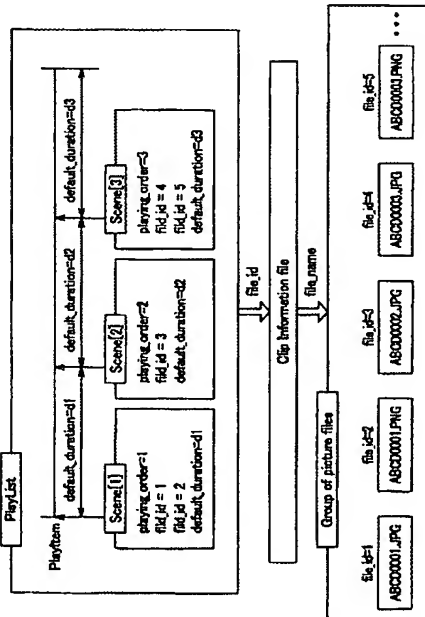 PlayList
PlayItem
default_duration=d1
default_duration=d2
default_duration=d3
Scene[1]
playing_order=1
fild_id = 1
fild_id = 2
default_duration=d1
Scene[2]
playing_order=2
fild_id = 3
default_duration=d2
Scene[3]
playing_order=3
fild_id = 4
fild_id = 5
default_duration=d3
file_id
Clip Information file
file_name
Group of picture files
file_id=1
ABCD0001.JPG
file_id=2
ABCD0001.PNG
file_id=3
ABCD0002.JPG
file_id=4
ABCD0003.JPG
file_id=5
ABCD0003.PNG
...